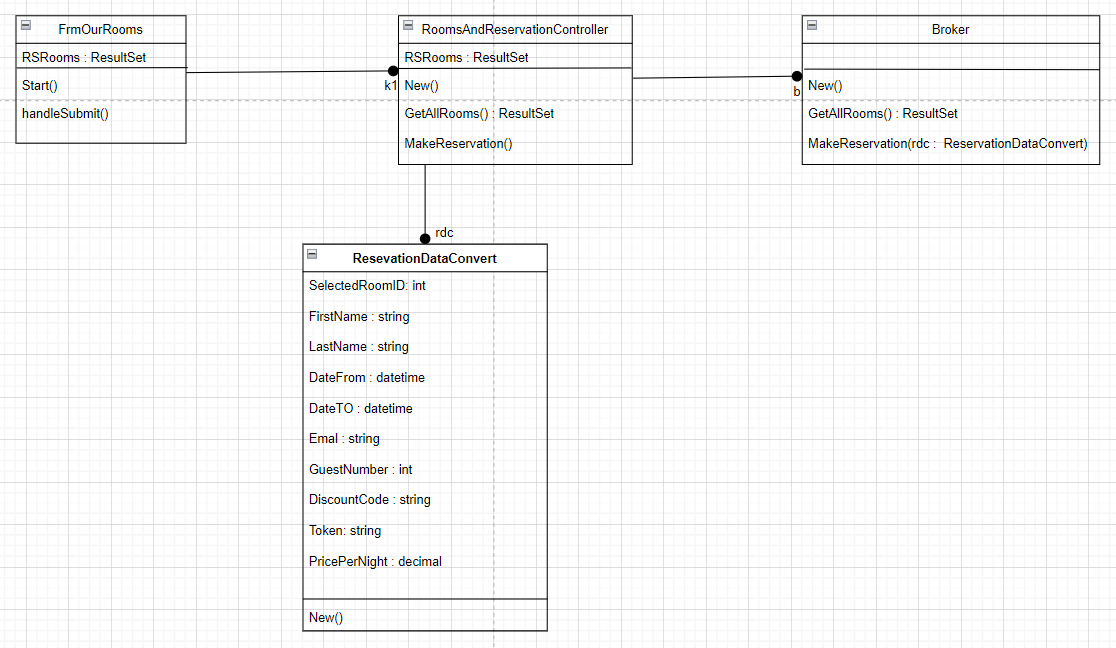 FrmOurRooms
RSRooms : ResultSet
Start()
handleSubmit()
k1
RoomsAndReservationController
RSRooms : ResultSet
New()
GetAllRooms() : ResultSet
MakeReservation()
b
Broker
New()
GetAllRooms() : ResultSet
MakeReservation(rdc : ReservationDataConvert)
rdc
ResevationDataConvert
SelectedRoomID: int
FirstName : string
LastName : string
DateFrom : datetime
DateTO : datetime
Emal : string
GuestNumber : int
DiscountCode : string
Token: string
PricePerNight : decimal
New()